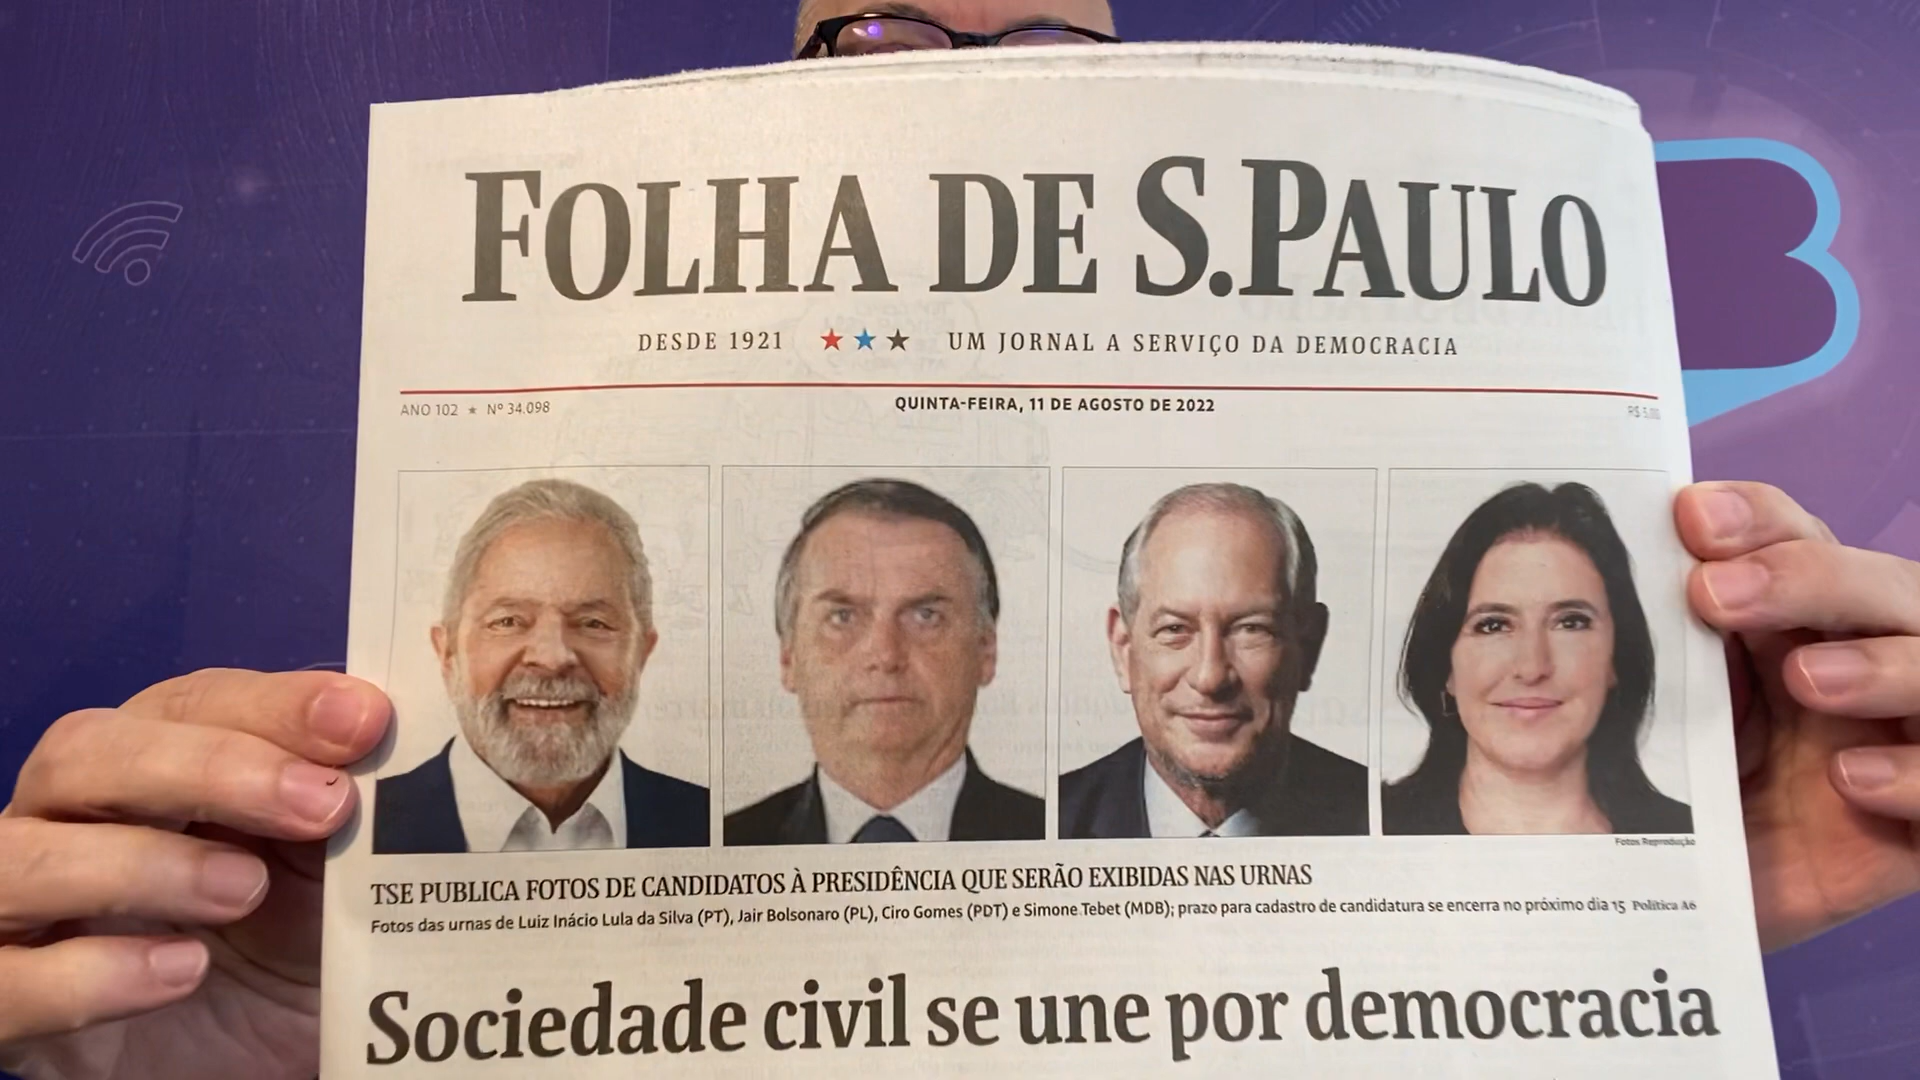 FOLHA DE S.PAULO
DESDE 1921 ★★★ UM JORNAL A SERVIÇO DA DEMOCRACIA
ANO 102 ★ Nº 34.098 QUINTA-FEIRA, 11 DE AGOSTO DE 2022 R$ 5,00
Fotos Reprodução
TSE PUBLICA FOTOS DE CANDIDATOS À PRESIDÊNCIA QUE SERÃO EXIBIDAS NAS URNAS
Fotos das urnas de Luiz Inácio Lula da Silva (PT), Jair Bolsonaro (PL), Ciro Gomes (PDT) e Simone Tebet (MDB); prazo para cadastro de candidatura se encerra no próximo dia 15 Política A6
Sociedade civil se une por democracia